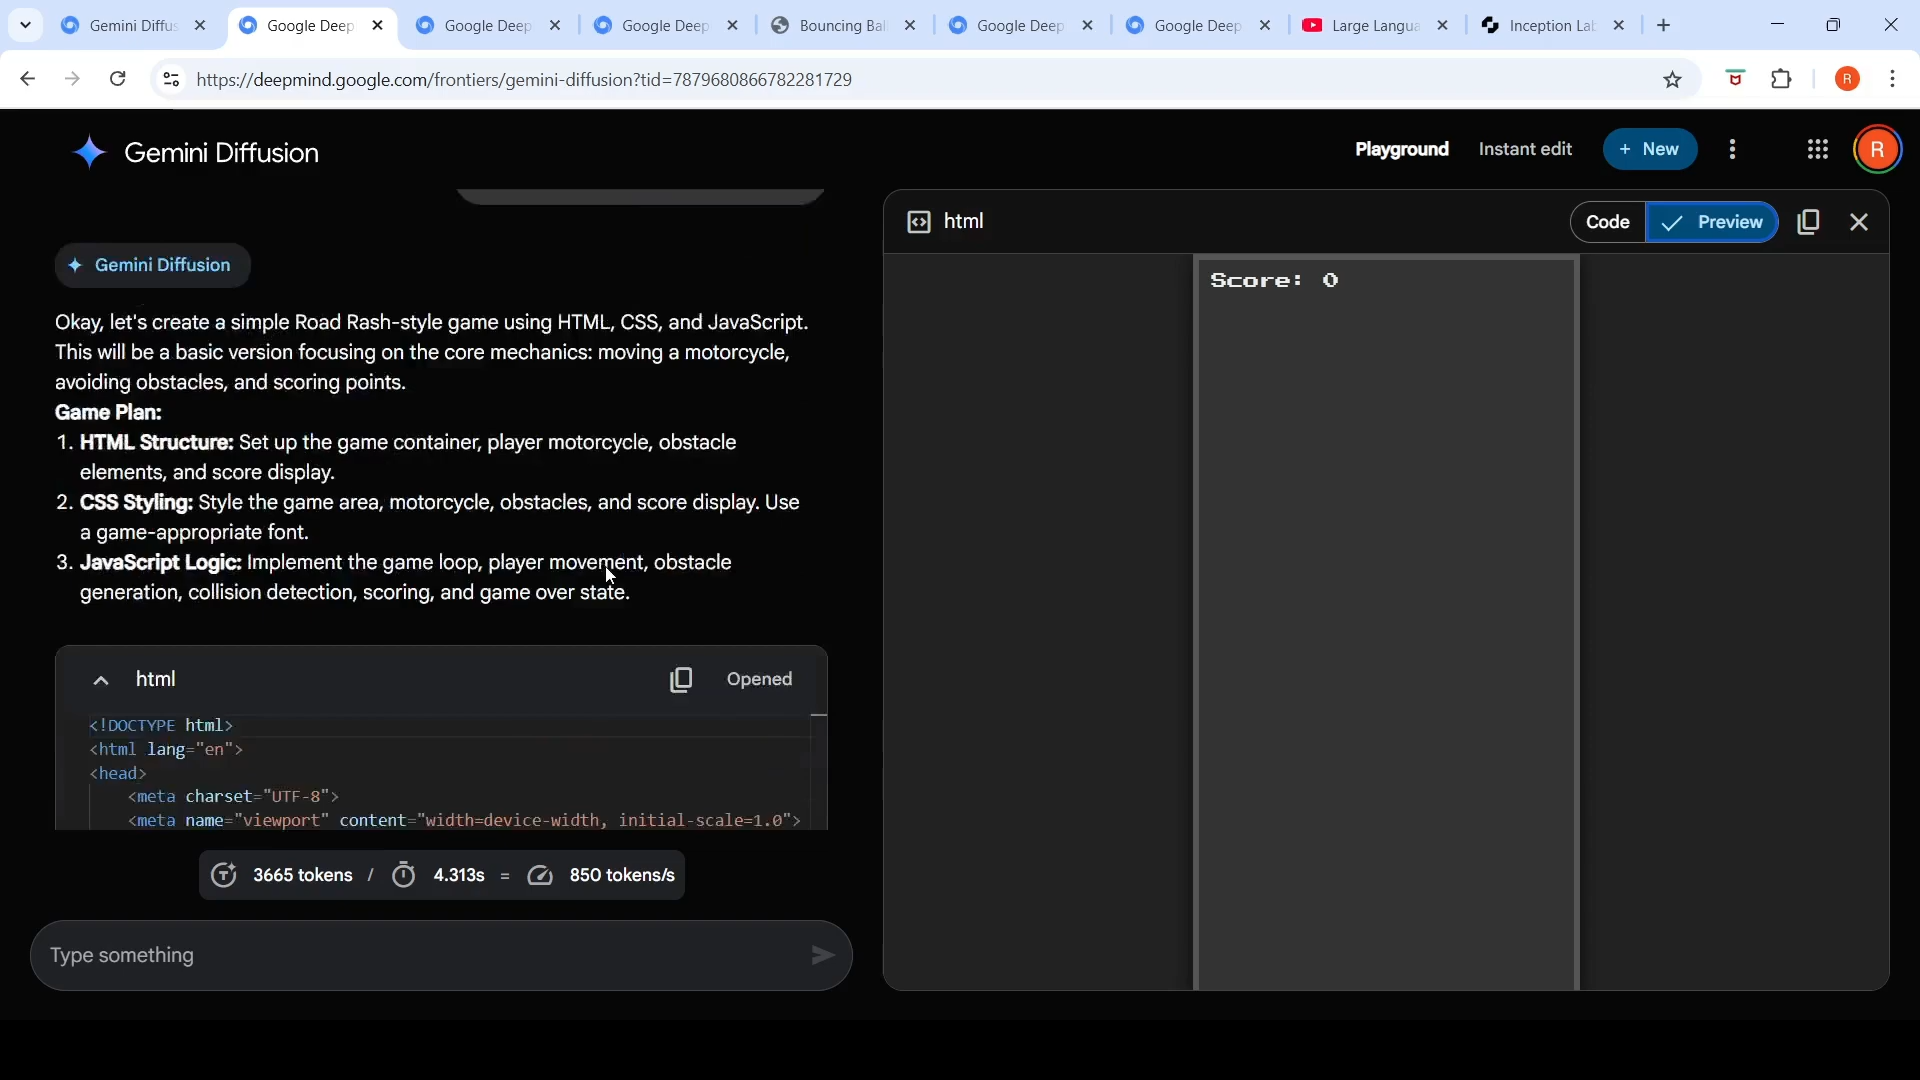 Gemini Diffus
Google Deep
Google Deep
Google Deep
Bouncing Bal
Google Deep
Google Deep
Large Langua
Inception Lab
https://deepmind.google.com/frontiers/gemini-diffusion?tid=7879680866782281729
R
Gemini Diffusion
Playground
Instant edit
+ New
R
Gemini Diffusion
Okay, let's create a simple Road Rash-style game using HTML, CSS, and JavaScript.
This will be a basic version focusing on the core mechanics: moving a motorcycle,
avoiding obstacles, and scoring points.
Game Plan:
1. HTML Structure: Set up the game container, player motorcycle, obstacle
elements, and score display.
2. CSS Styling: Style the game area, motorcycle, obstacles, and score display. Use
a game-appropriate font.
3. JavaScript Logic: Implement the game loop, player movement, obstacle
generation, collision detection, scoring, and game over state.
html
Opened
<!DOCTYPE html>
<html lang="en">
<head>
<meta charset="UTF-8">
<meta name="viewport" content="width=device-width, initial-scale=1.0">
3665 tokens / 4.313s = 850 tokens/s
Type something
html
Code
Preview
Score: 0